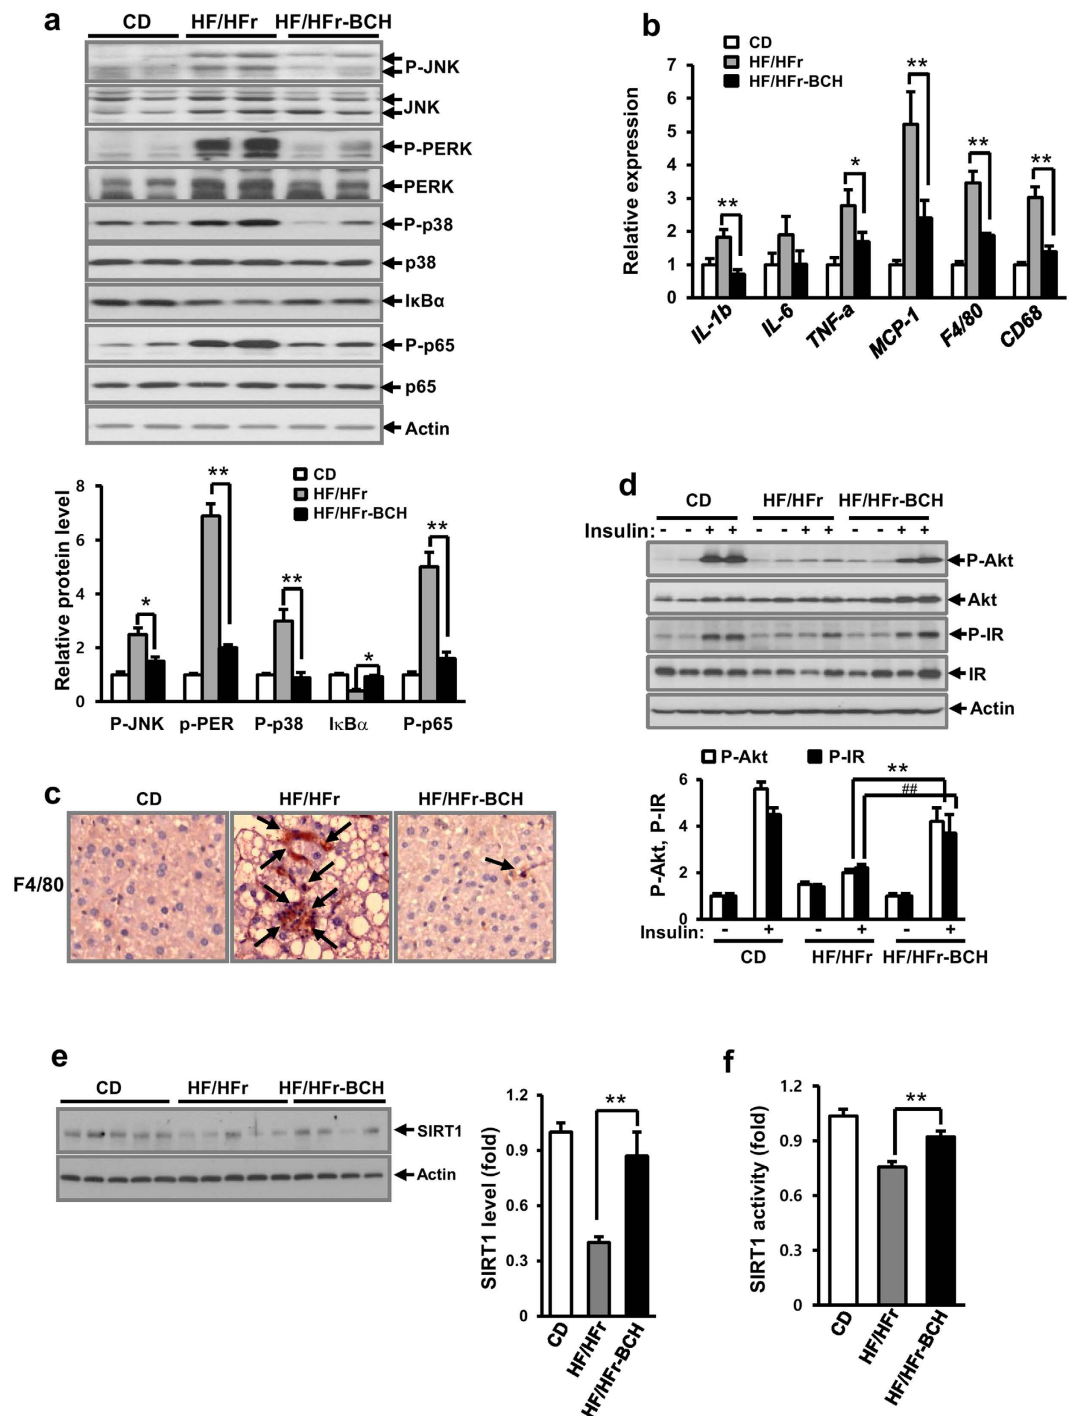 a
CD HF/HFr HF/HFr-BCH
P-JNK
JNK
P-PERK
PERK
P-p38
p38
IκBα
P-p65
p65
Actin
CD
HF/HFr
HF/HFr-BCH
Relative protein level
8
6
4
2
0
** 
**
**
*
*
P-JNK p-PER P-p38 IκBα P-p65
b
CD
HF/HFr
HF/HFr-BCH
Relative expression
7
6
5
4
3
2
1
0
**
*
**
**
**
IL-1b IL-6 TNF-a MCP-1 F4/80 CD68
c
CD HF/HFr HF/HFr-BCH
F4/80
d
CD HF/HFr HF/HFr-BCH
Insulin: - - + + - - + + - - + +
P-Akt
Akt
P-IR
IR
Actin
P-Akt P-IR
P-Akt, P-IR
6
4
2
0
**
##
Insulin: - + - + - +
CD HF/HFr HF/HFr-BCH
e
CD HF/HFr HF/HFr-BCH
SIRT1
Actin
SIRT1 level (fold)
1.2
0.9
0.6
0.3
0
**
CD HF/HFr HF/HFr-BCH
f
SIRT1 activity (fold)
1.2
0.9
0.6
0.3
0
**
CD HF/HFr HF/HFr-BCH